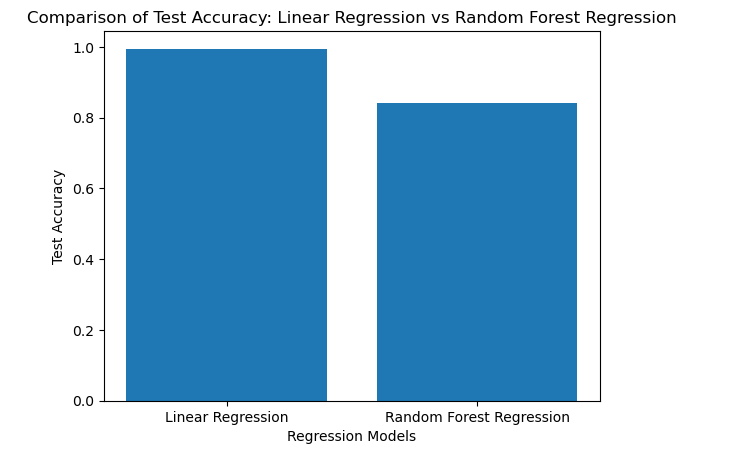 Comparison of Test Accuracy: Linear Regression vs Random Forest Regression
1.0
0.8
0.6
0.4
0.2
0.0
Test Accuracy
Linear Regression
Random Forest Regression
Regression Models